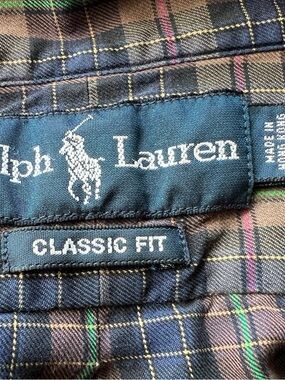 lph Lauren
MADE IN
HONG KONG
CLASSIC FIT